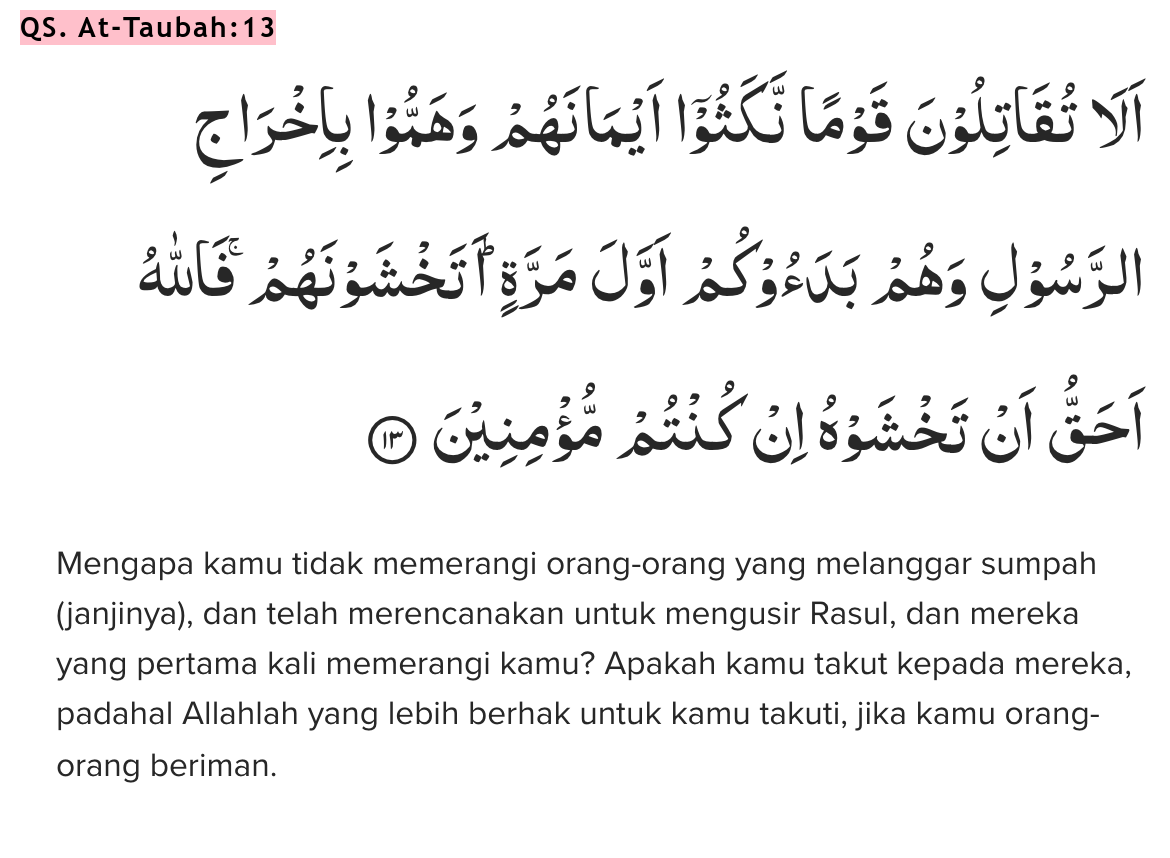 QS. At-Taubah:13
اَلَا تُقَاتِلُوْنَ قَوْمًا نَّكَثُوْٓا اَيْمَانَهُمْ وَهَمُّوْا بِاِخْرَاجِ
الرَّسُوْلِ وَهُمْ بَدَءُوْكُمْ اَوَّلَ مَرَّةٍۗ اَتَخْشَوْنَهُمْ ۚفَاللّٰهُ
اَحَقُّ اَنْ تَخْشَوْهُ اِنْ كُنْتُمْ مُّؤْمِنِيْنَ ١٣
Mengapa kamu tidak memerangi orang-orang yang melanggar sumpah
(janjinya), dan telah merencanakan untuk mengusir Rasul, dan mereka
yang pertama kali memerangi kamu? Apakah kamu takut kepada mereka,
padahal Allahlah yang lebih berhak untuk kamu takuti, jika kamu orang-
orang beriman.